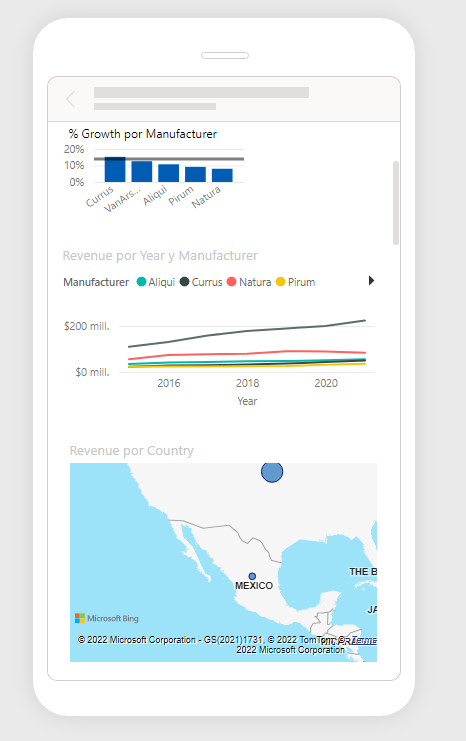 % Growth por Manufacturer
20%
10%
0%
Currus
VanArs...
Aliqui
Pirum
Natura
Revenue por Year y Manufacturer
Manufacturer Aliqui Currus Natura Pirum
$200 mill.
$0 mill.
2016 2018 2020
Year
Revenue por Country
MEXICO
THE B
JA
Microsoft Bing
© 2022 Microsoft Corporation - GS(2021)1731, © 2022 TomTom, © Terms
2022 Microsoft Corporation